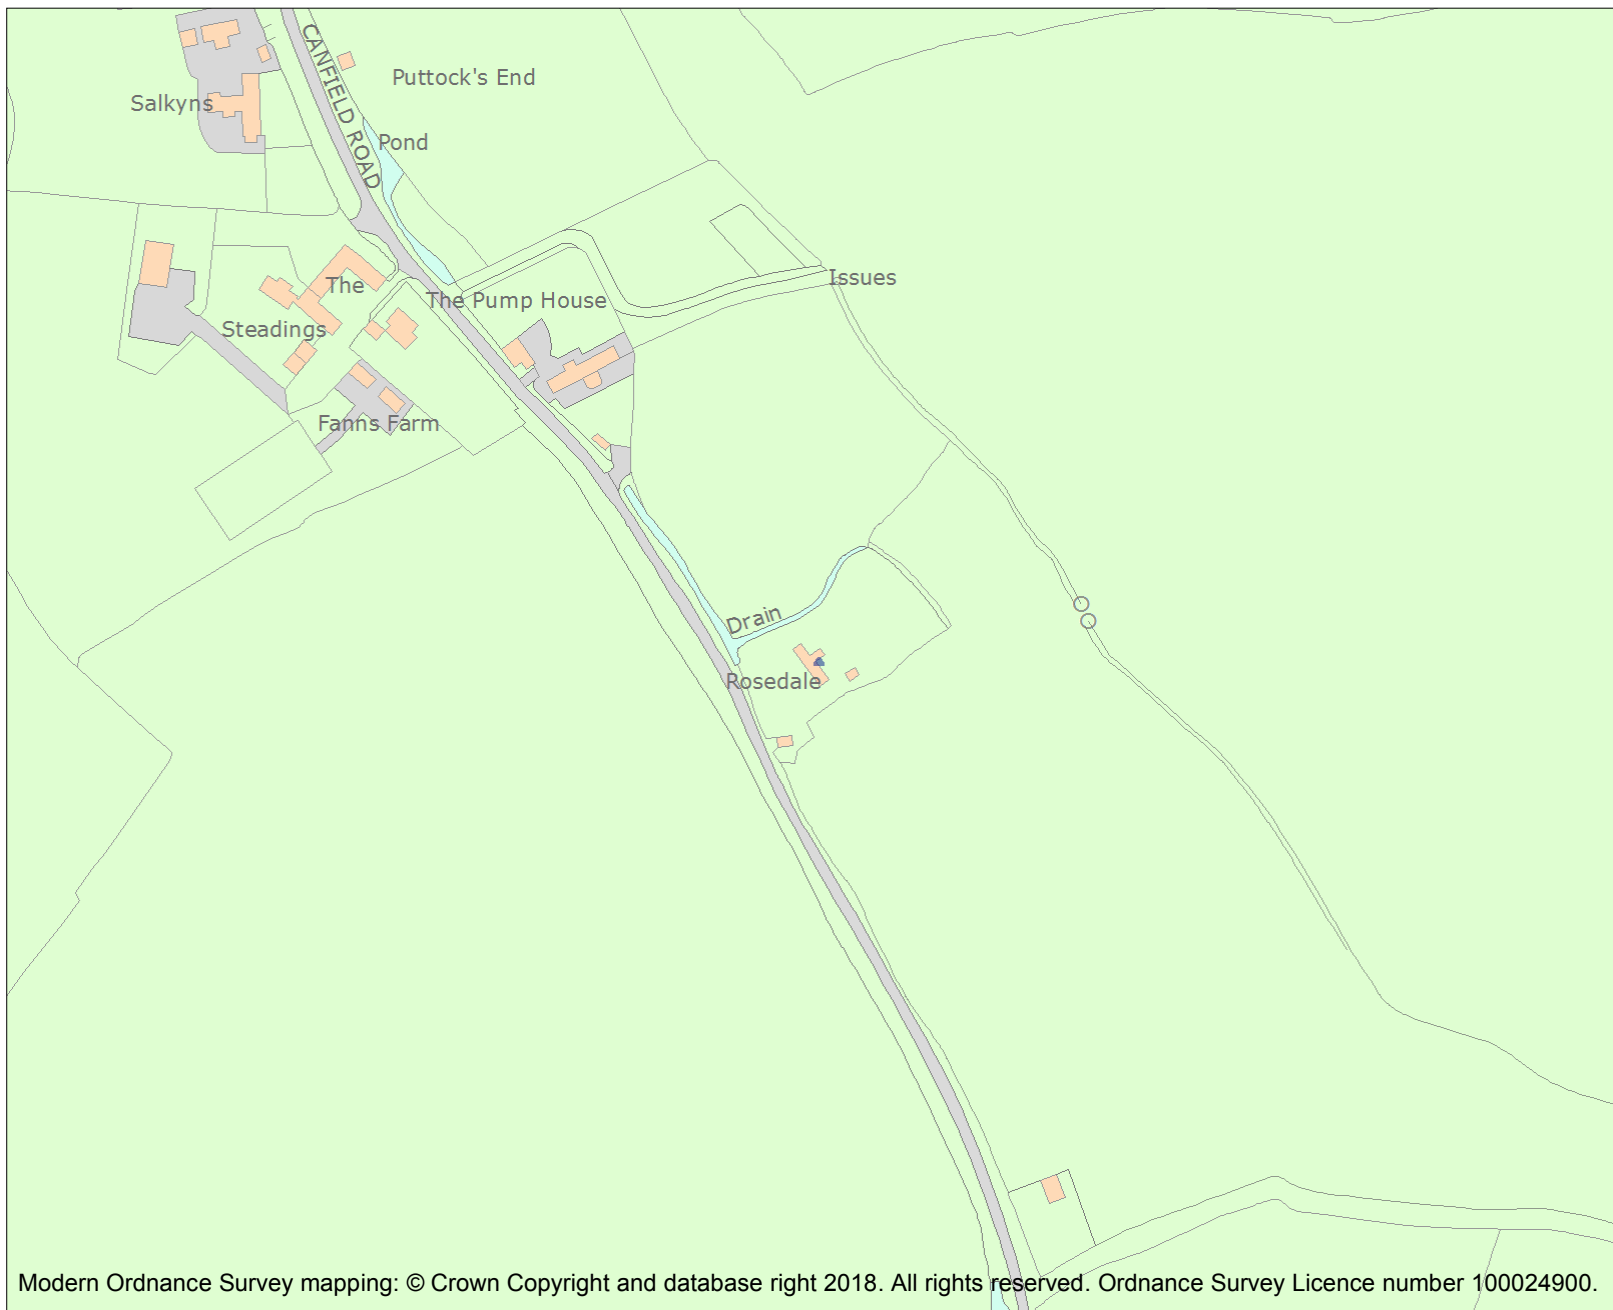 CANFIELD ROAD
Puttock's End
Salkyns
Pond
Issues
The
Steadings
The Pump House
Fanns Farm
Drain
Rosedale
Modern Ordnance Survey mapping: © Crown Copyright and database right 2018. All rights reserved. Ordnance Survey Licence number 100024900.